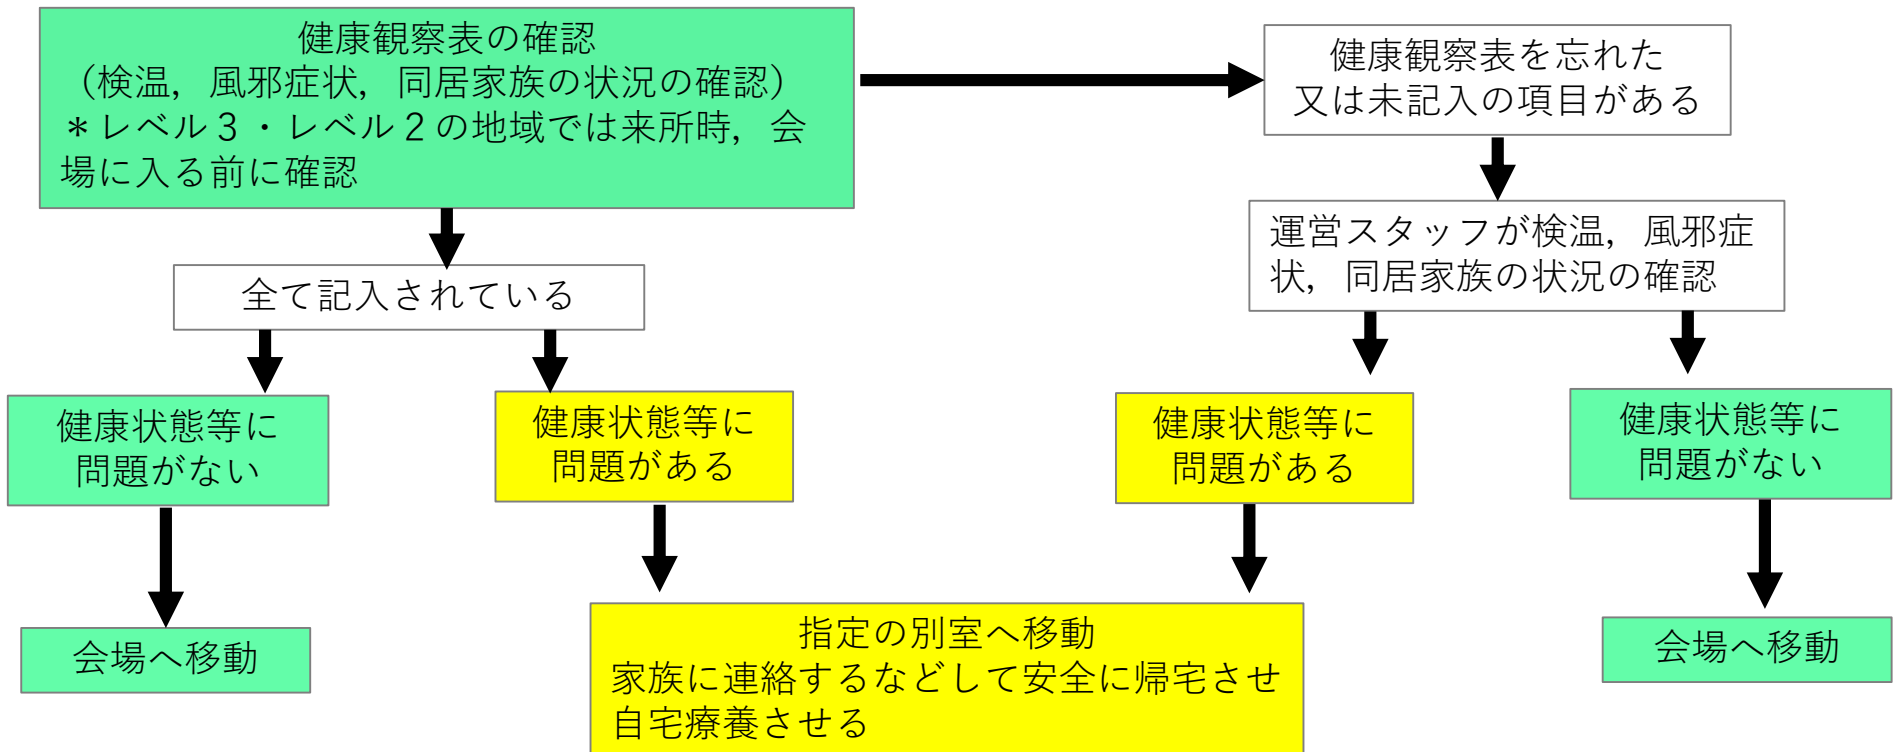 健康観察表の確認
（検温，風邪症状，同居家族の状況の確認）
＊レベル３・レベル２の地域では来所時，会
場に入る前に確認
健康観察表を忘れた
又は未記入の項目がある
運営スタッフが検温，風邪症
状，同居家族の状況の確認
全て記入されている
健康状態等に
問題がない
健康状態等に
問題がある
健康状態等に
問題がある
健康状態等に
問題がない
会場へ移動
指定の別室へ移動
家族に連絡するなどして安全に帰宅させ
自宅療養させる
会場へ移動